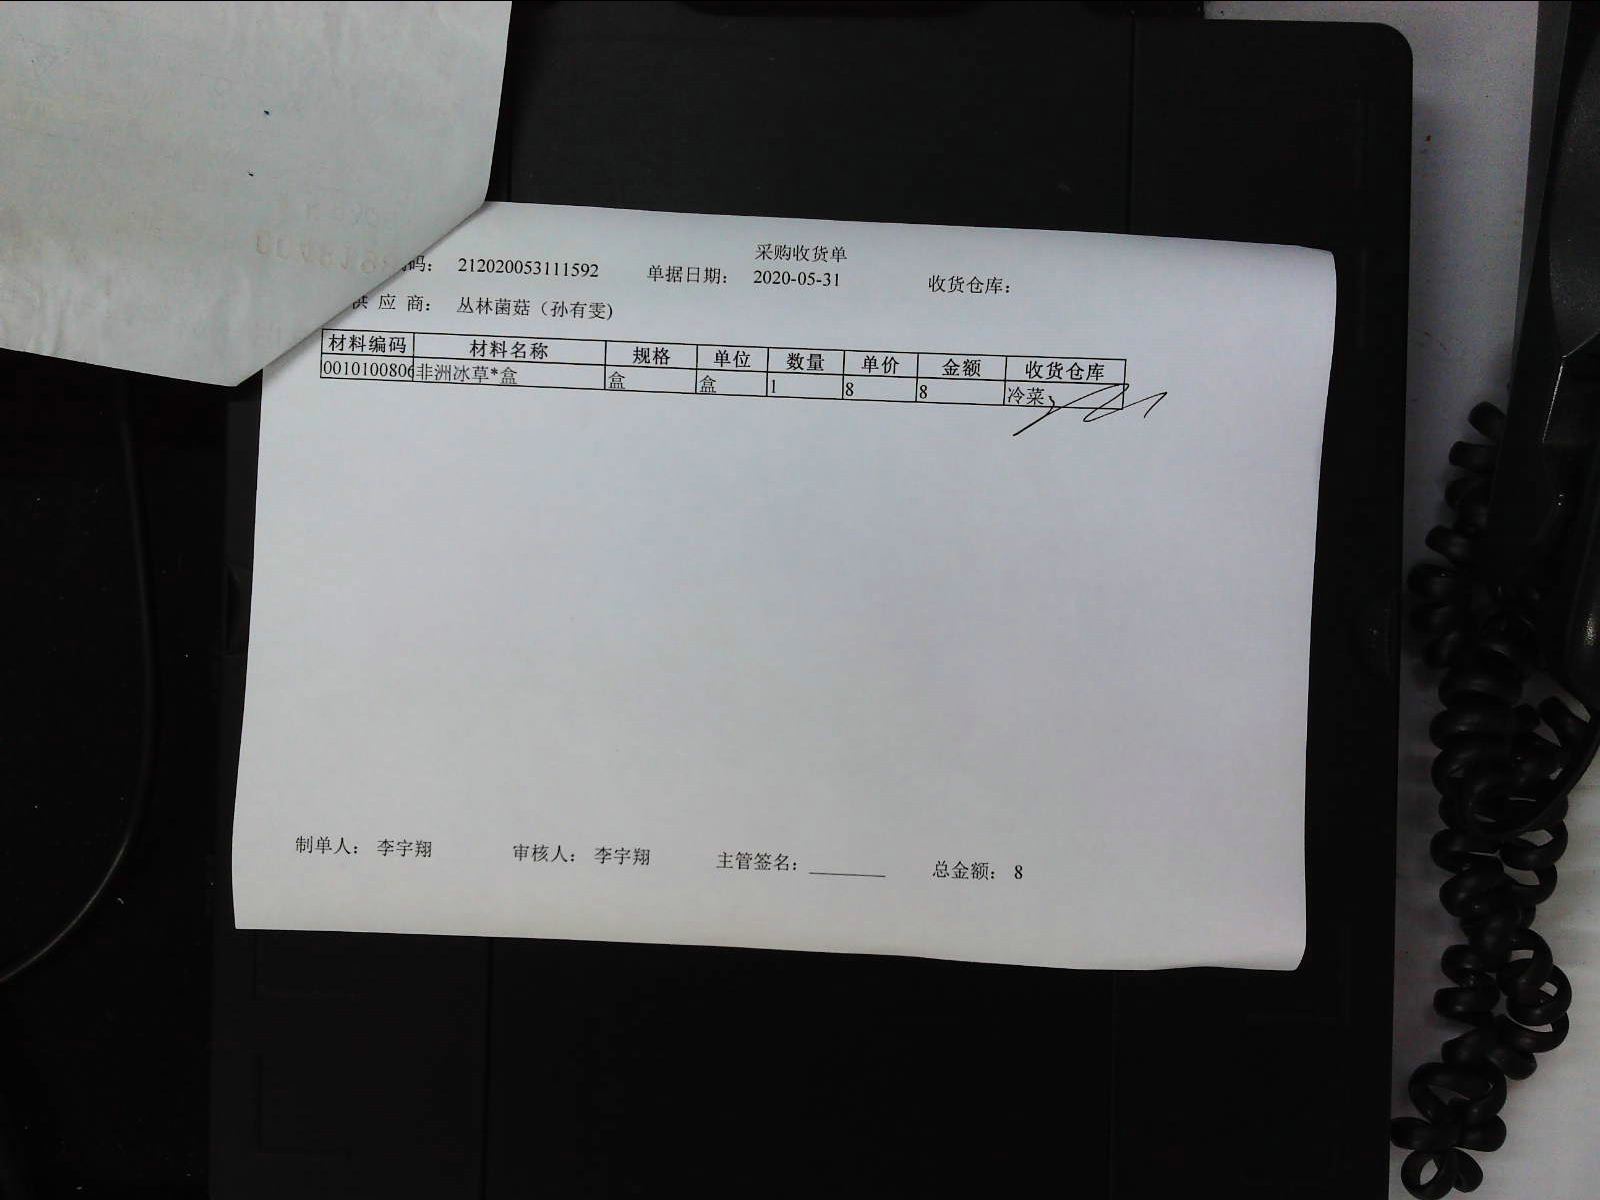 采购收货单
码： 212020053111592 单据日期： 2020-05-31 收货仓库：
供 应 商： 丛林菌菇（孙有雯)
材料编码 材料名称 规格 单位 数量 单价 金额 收货仓库
0010100806 非洲冰草*盒 盒 盒 1 8 8 冷菜
制单人： 李宇翔 审核人： 李宇翔 主管签名： 总金额： 8